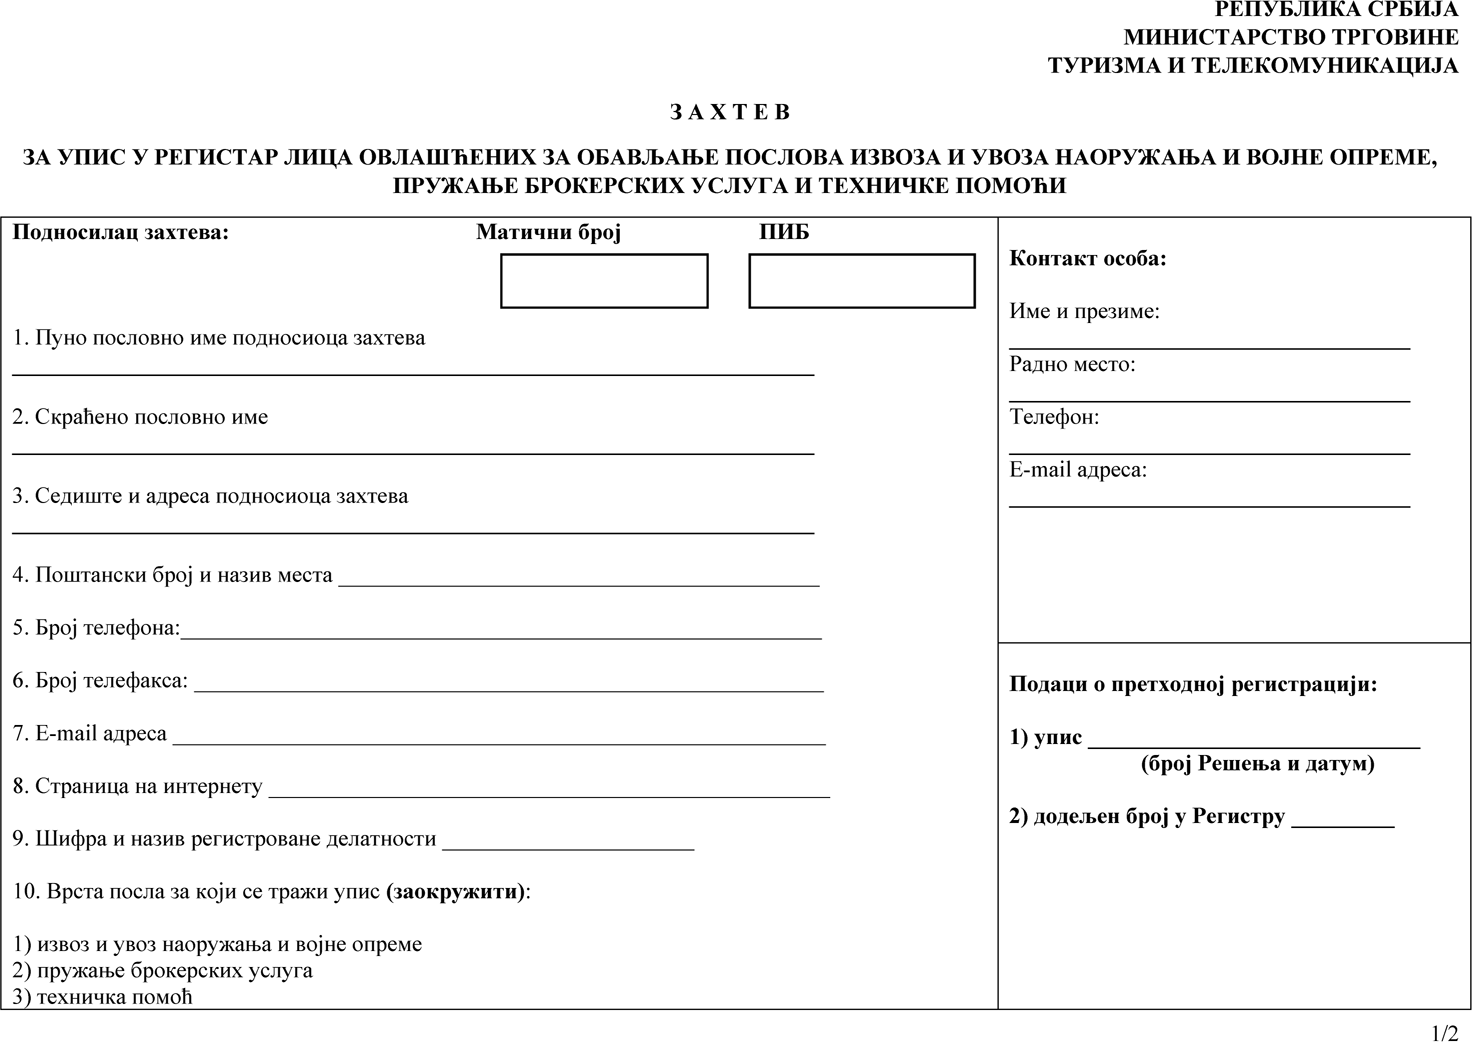 РЕПУБЛИКА СРБИЈА
МИНИСТАРСТВО ТРГОВИНЕ
ТУРИЗМА И ТЕЛЕКОМУНИКАЦИЈА
З А Х Т Е В
ЗА УПИС У РЕГИСТАР ЛИЦА ОВЛАШЋЕНИХ ЗА ОБАВЉАЊЕ ПОСЛОВА ИЗВОЗА И УВОЗА НАОРУЖАЊА И ВОЈНЕ ОПРЕМЕ,
ПРУЖАЊЕ БРОКЕРСКИХ УСЛУГА И ТЕХНИЧКЕ ПОМОЋИ
Подносилац захтева: Матични број ПИБ
1. Пуно пословно име подносиоца захтева
2. Скраћено пословно име
3. Седиште и адреса подносиоца захтева
4. Поштански број и назив места
5. Број телефона:
6. Број телефакса:
7. E-mail адреса
8. Страница на интернету
9. Шифра и назив регистроване делатности
10. Врста посла за који се тражи упис (заокружити):
1) извоз и увоз наоружања и војне опреме
2) пружање брокерских услуга
3) техничка помоћ
Контакт особа:
Име и презиме:
Радно место:
Телефон:
E-mail адреса:
Подаци о претходној регистрацији:
1) упис
(број Решења и датум)
2) додељен број у Регистру
1/2